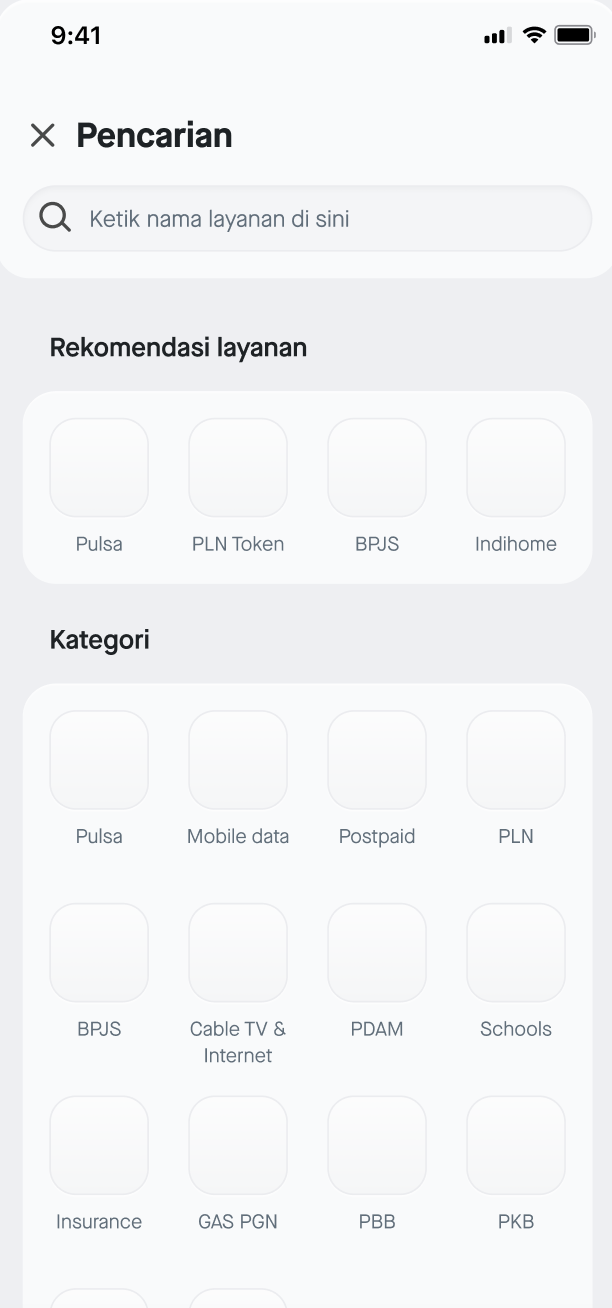 9:41
Pencarian
Ketik nama layanan di sini
Rekomendasi layanan
Pulsa PLN Token BPJS Indihome
Kategori
Pulsa Mobile data Postpaid PLN
BPJS Cable TV & PDAM Schools
Internet
Insurance GAS PGN PBB PKB